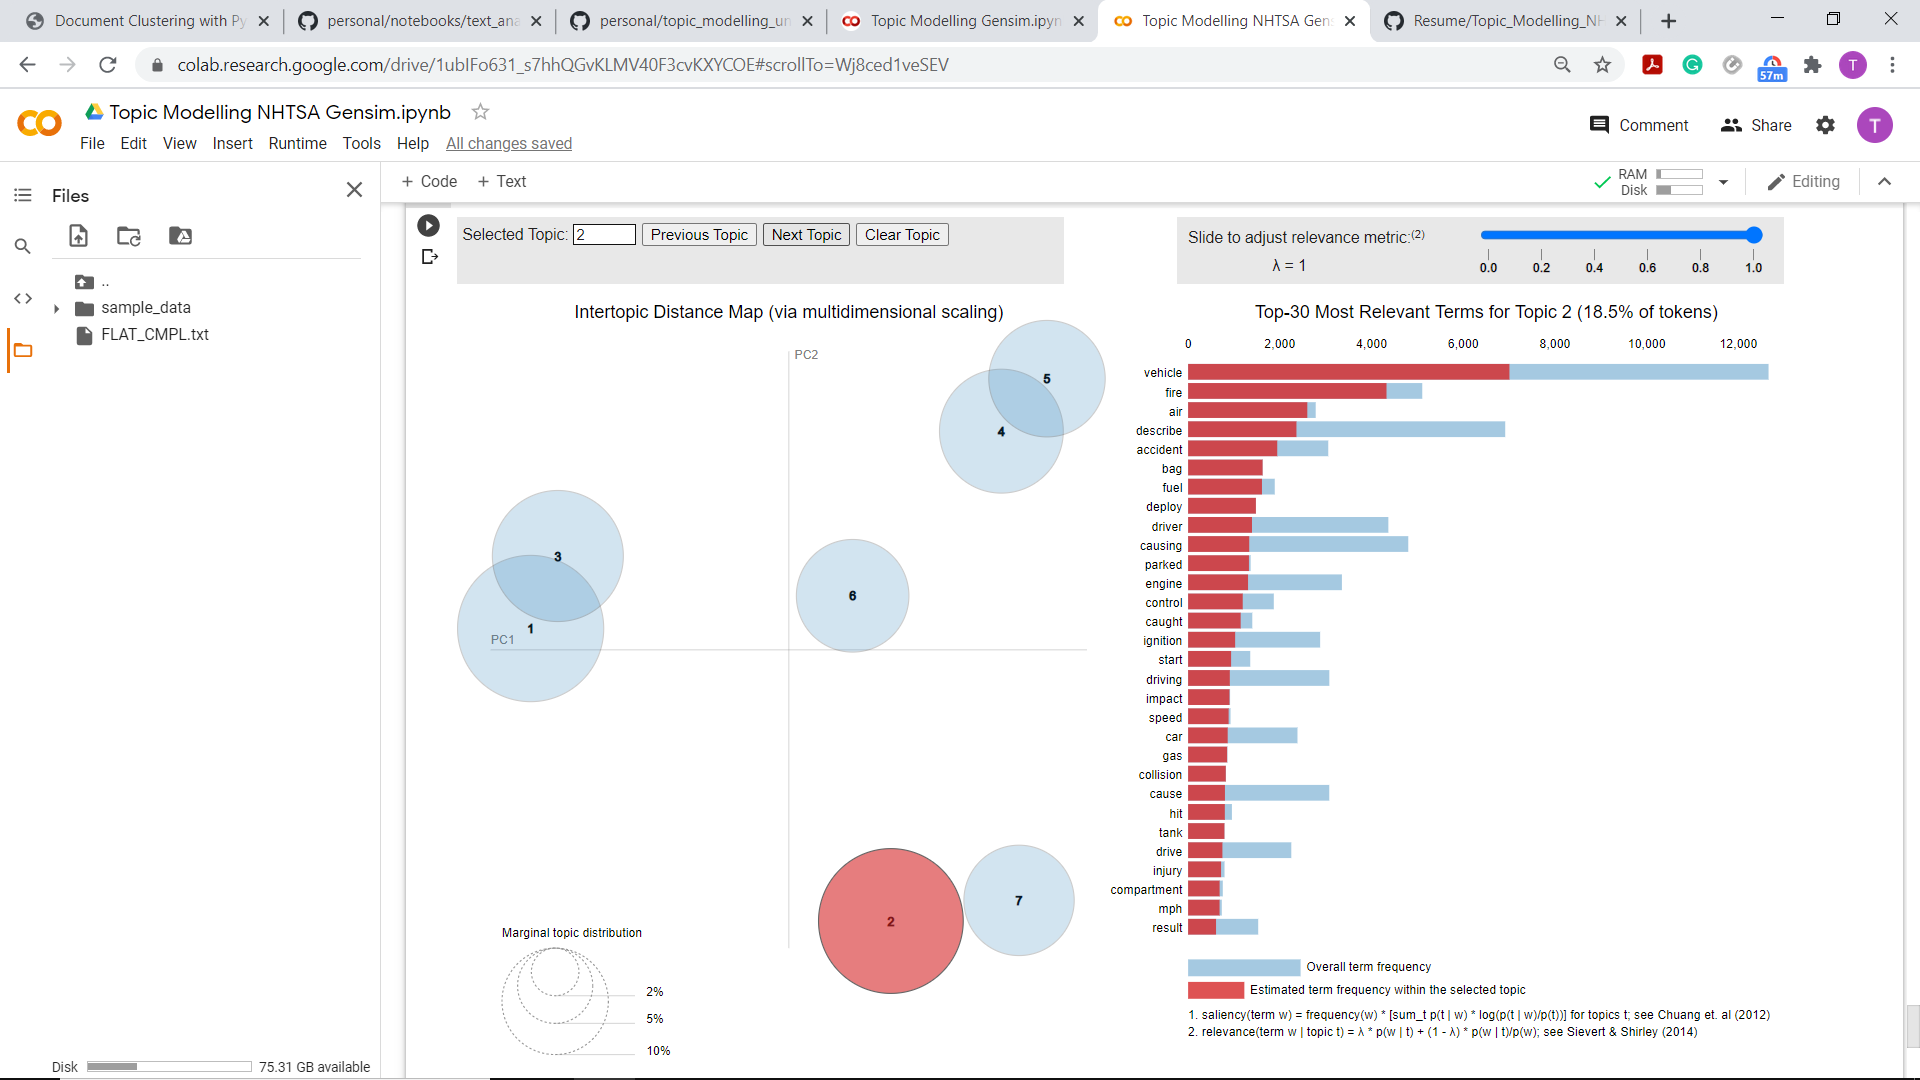 Document Clustering with Py
personal/notebooks/text_ana
personal/topic_modelling_un
Topic Modelling Gensim.ipyn
Topic Modelling NHTSA Gen
Resume/Topic_Modelling_NH
colab.research.google.com/drive/1ublFo631_s7hhQGvKLMV40F3cvKXYCOE#scrollTo=Wj8ced1veSEV
57m
T
Topic Modelling NHTSA Gensim.ipynb
File Edit View Insert Runtime Tools Help All changes saved
Comment
Share
T
Files
+ Code + Text
RAM
Disk
Editing
..
sample_data
FLAT_CMPL.txt
Disk 75.31 GB available
Selected Topic: 2 Previous Topic Next Topic Clear Topic
Slide to adjust relevance metric:(2)
λ = 1
0.0 0.2 0.4 0.6 0.8 1.0
Intertopic Distance Map (via multidimensional scaling)
PC2
5
4
3
6
1
PC1
7
2
Marginal topic distribution
2%
5%
10%
Top-30 Most Relevant Terms for Topic 2 (18.5% of tokens)
0 2,000 4,000 6,000 8,000 10,000 12,000
vehicle
fire
air
describe
accident
bag
fuel
deploy
driver
causing
parked
engine
control
caught
ignition
start
driving
impact
speed
car
gas
collision
cause
hit
tank
drive
injury
compartment
mph
result
Overall term frequency
Estimated term frequency within the selected topic
1. saliency(term w) = frequency(w) * [sum_t p(t | w) * log(p(t | w)/p(t))] for topics t; see Chuang et. al (2012)
2. relevance(term w | topic t) = λ * p(w | t) + (1 - λ) * p(w | t)/p(w); see Sievert & Shirley (2014)